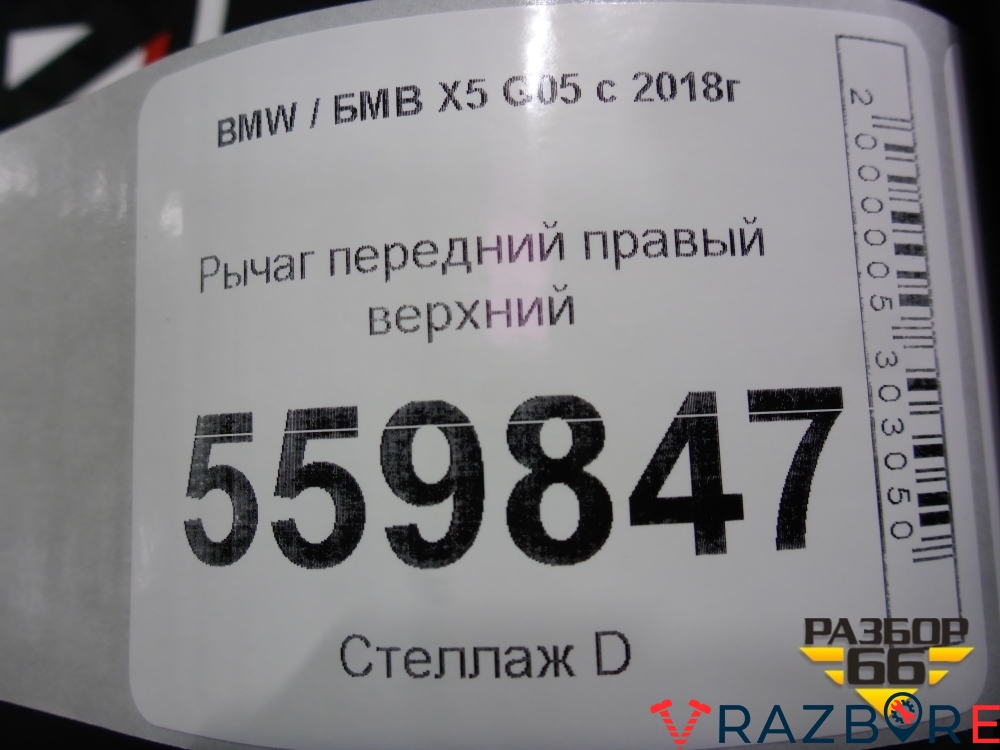 BMW / БМВ X5 G05 с 2018г
Рычаг передний правый
верхний
559847
Стеллаж D
2000005303050
РАЗБОР
66
VRAZBORE